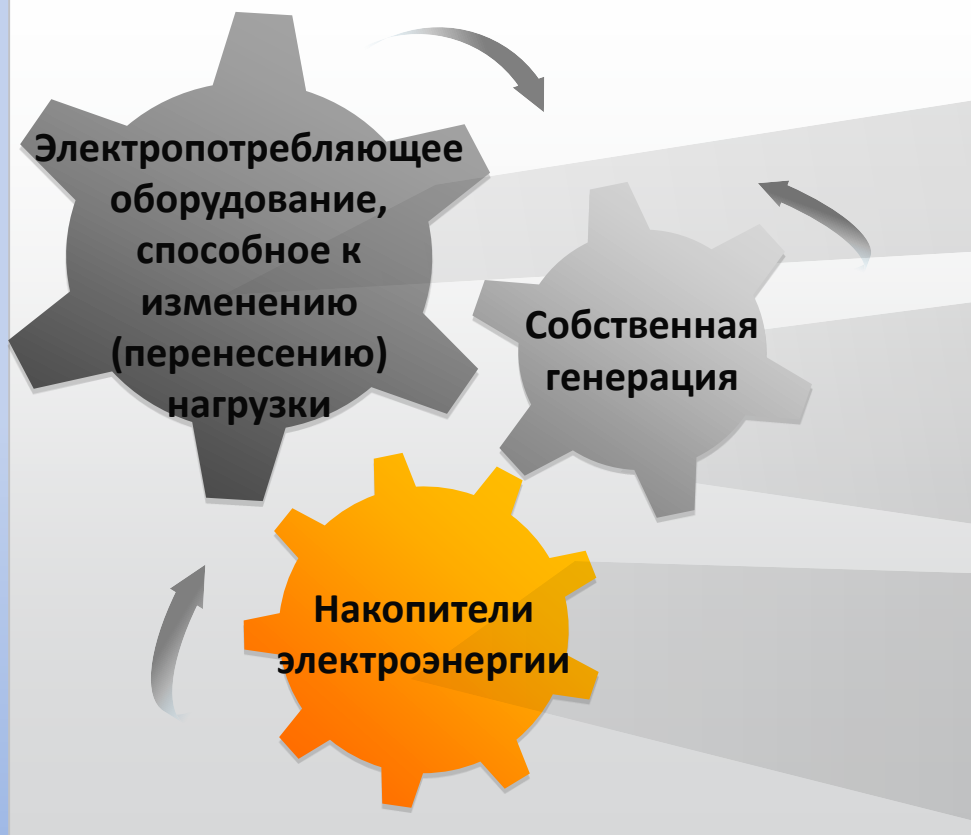 Электропотребляющее
оборудование,
способное к
изменению
(перенесению)
нагрузки
Собственная
генерация
Накопители
электроэнергии